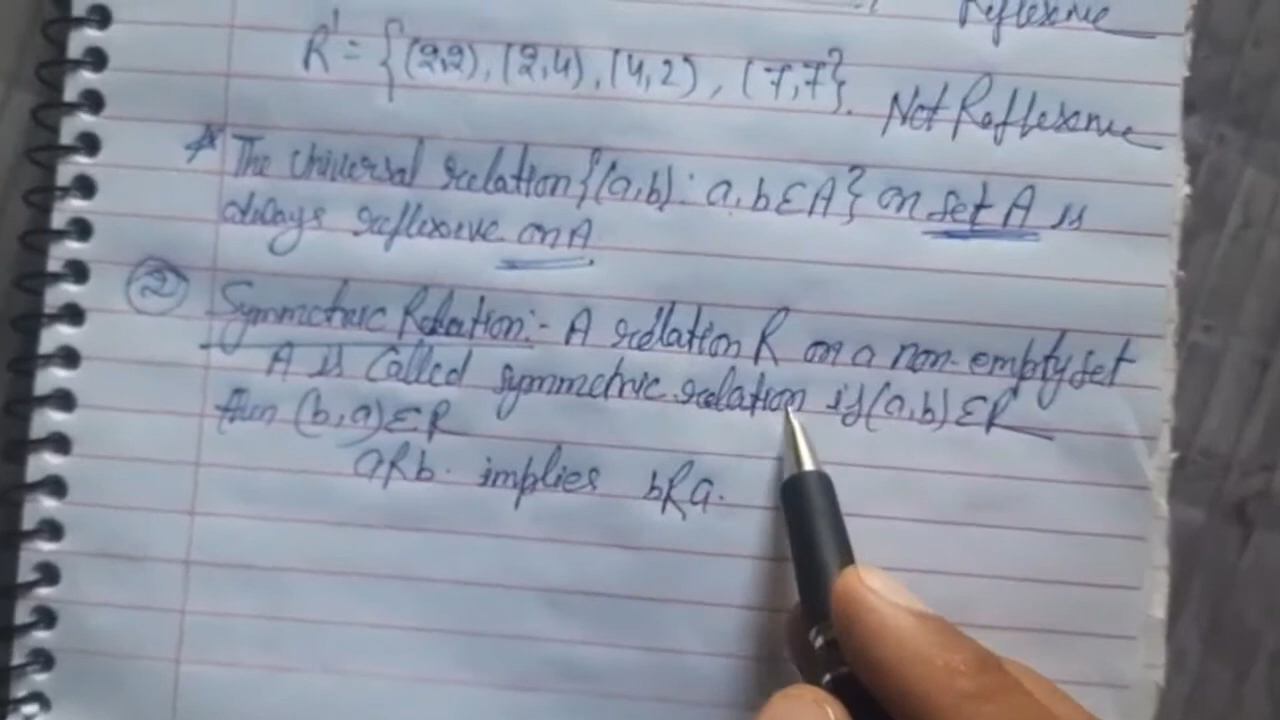 Reflexive
R' = {(2,2), (2,4), (4,2), (7,7}. Not Reflexive
* The Universal relation {(a,b) : a, b ∈ A} on set A is
always reflexive on A
② Symmetric Relation:- A relation R on a non-empty set
A is called symmetric relation if (a,b) ∈ R
then (b,a) ∈ R
aRb. implies bRa.